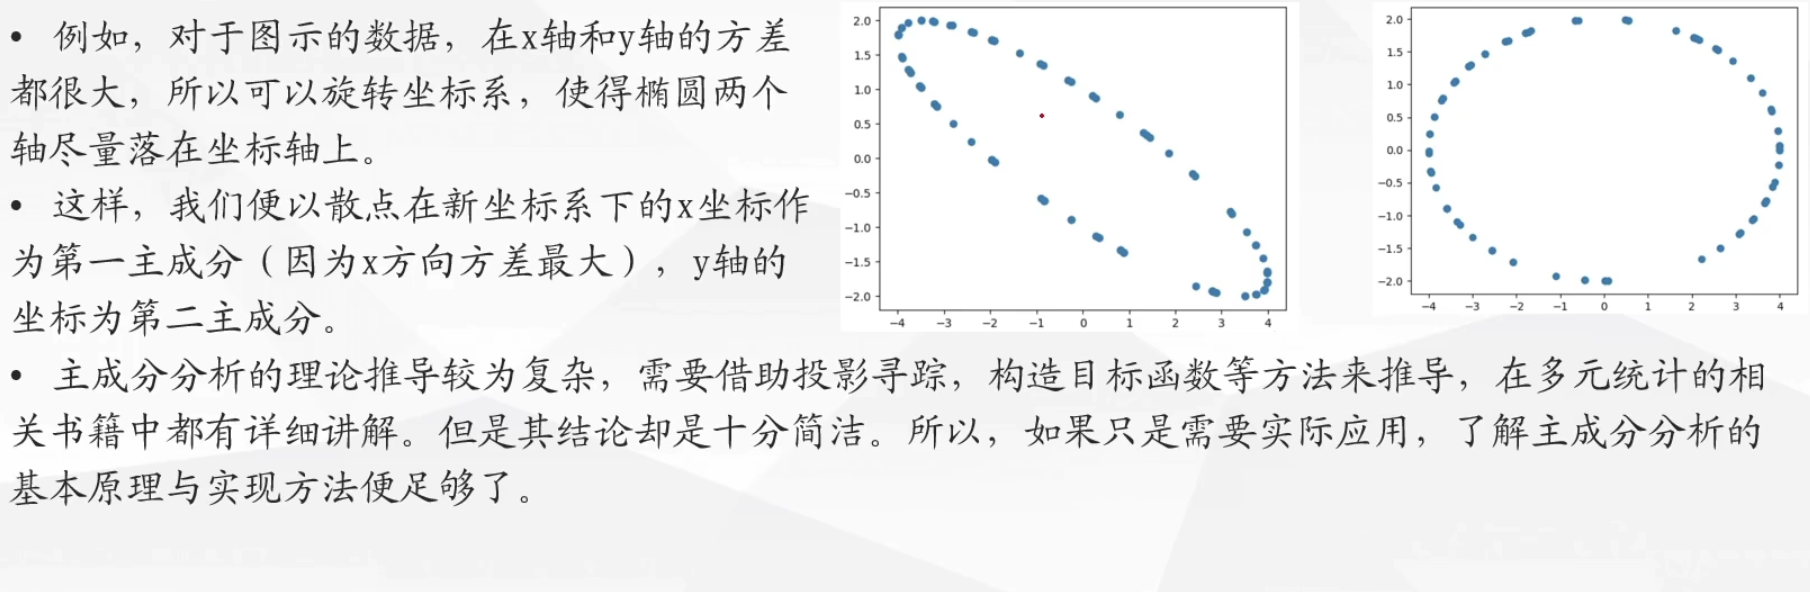 • 例如，对于图示的数据，在x轴和y轴的方差
都很大，所以可以旋转坐标系，使得椭圆两个
轴尽量落在坐标轴上。
• 这样，我们便以散点在新坐标系下的x坐标作
为第一主成分（因为x方向方差最大），y轴的
坐标为第二主成分。
• 主成分分析的理论推导较为复杂，需要借助投影寻踪，构造目标函数等方法来推导，在多元统计的相
关书籍中都有详细讲解。但是其结论却是十分简洁。所以，如果只是需要实际应用，了解主成分分析的
基本原理与实现方法便足够了。
2.0
1.5
1.0
0.5
0.0
−0.5
−1.0
−1.5
−2.0
−4 −3 −2 −1 0 1 2 3 4
2.0
1.5
1.0
0.5
0.0
−0.5
−1.0
−1.5
−2.0
−4 −3 −2 −1 0 1 2 3 4